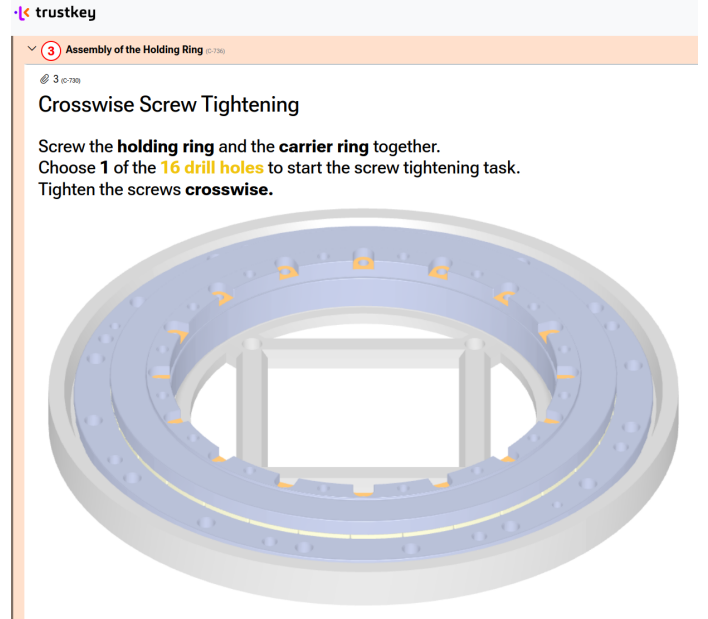 trustkey
3 Assembly of the Holding Ring (C-736)
3 (C-730)
Crosswise Screw Tightening
Screw the holding ring and the carrier ring together.
Choose 1 of the 16 drill holes to start the screw tightening task.
Tighten the screws crosswise.